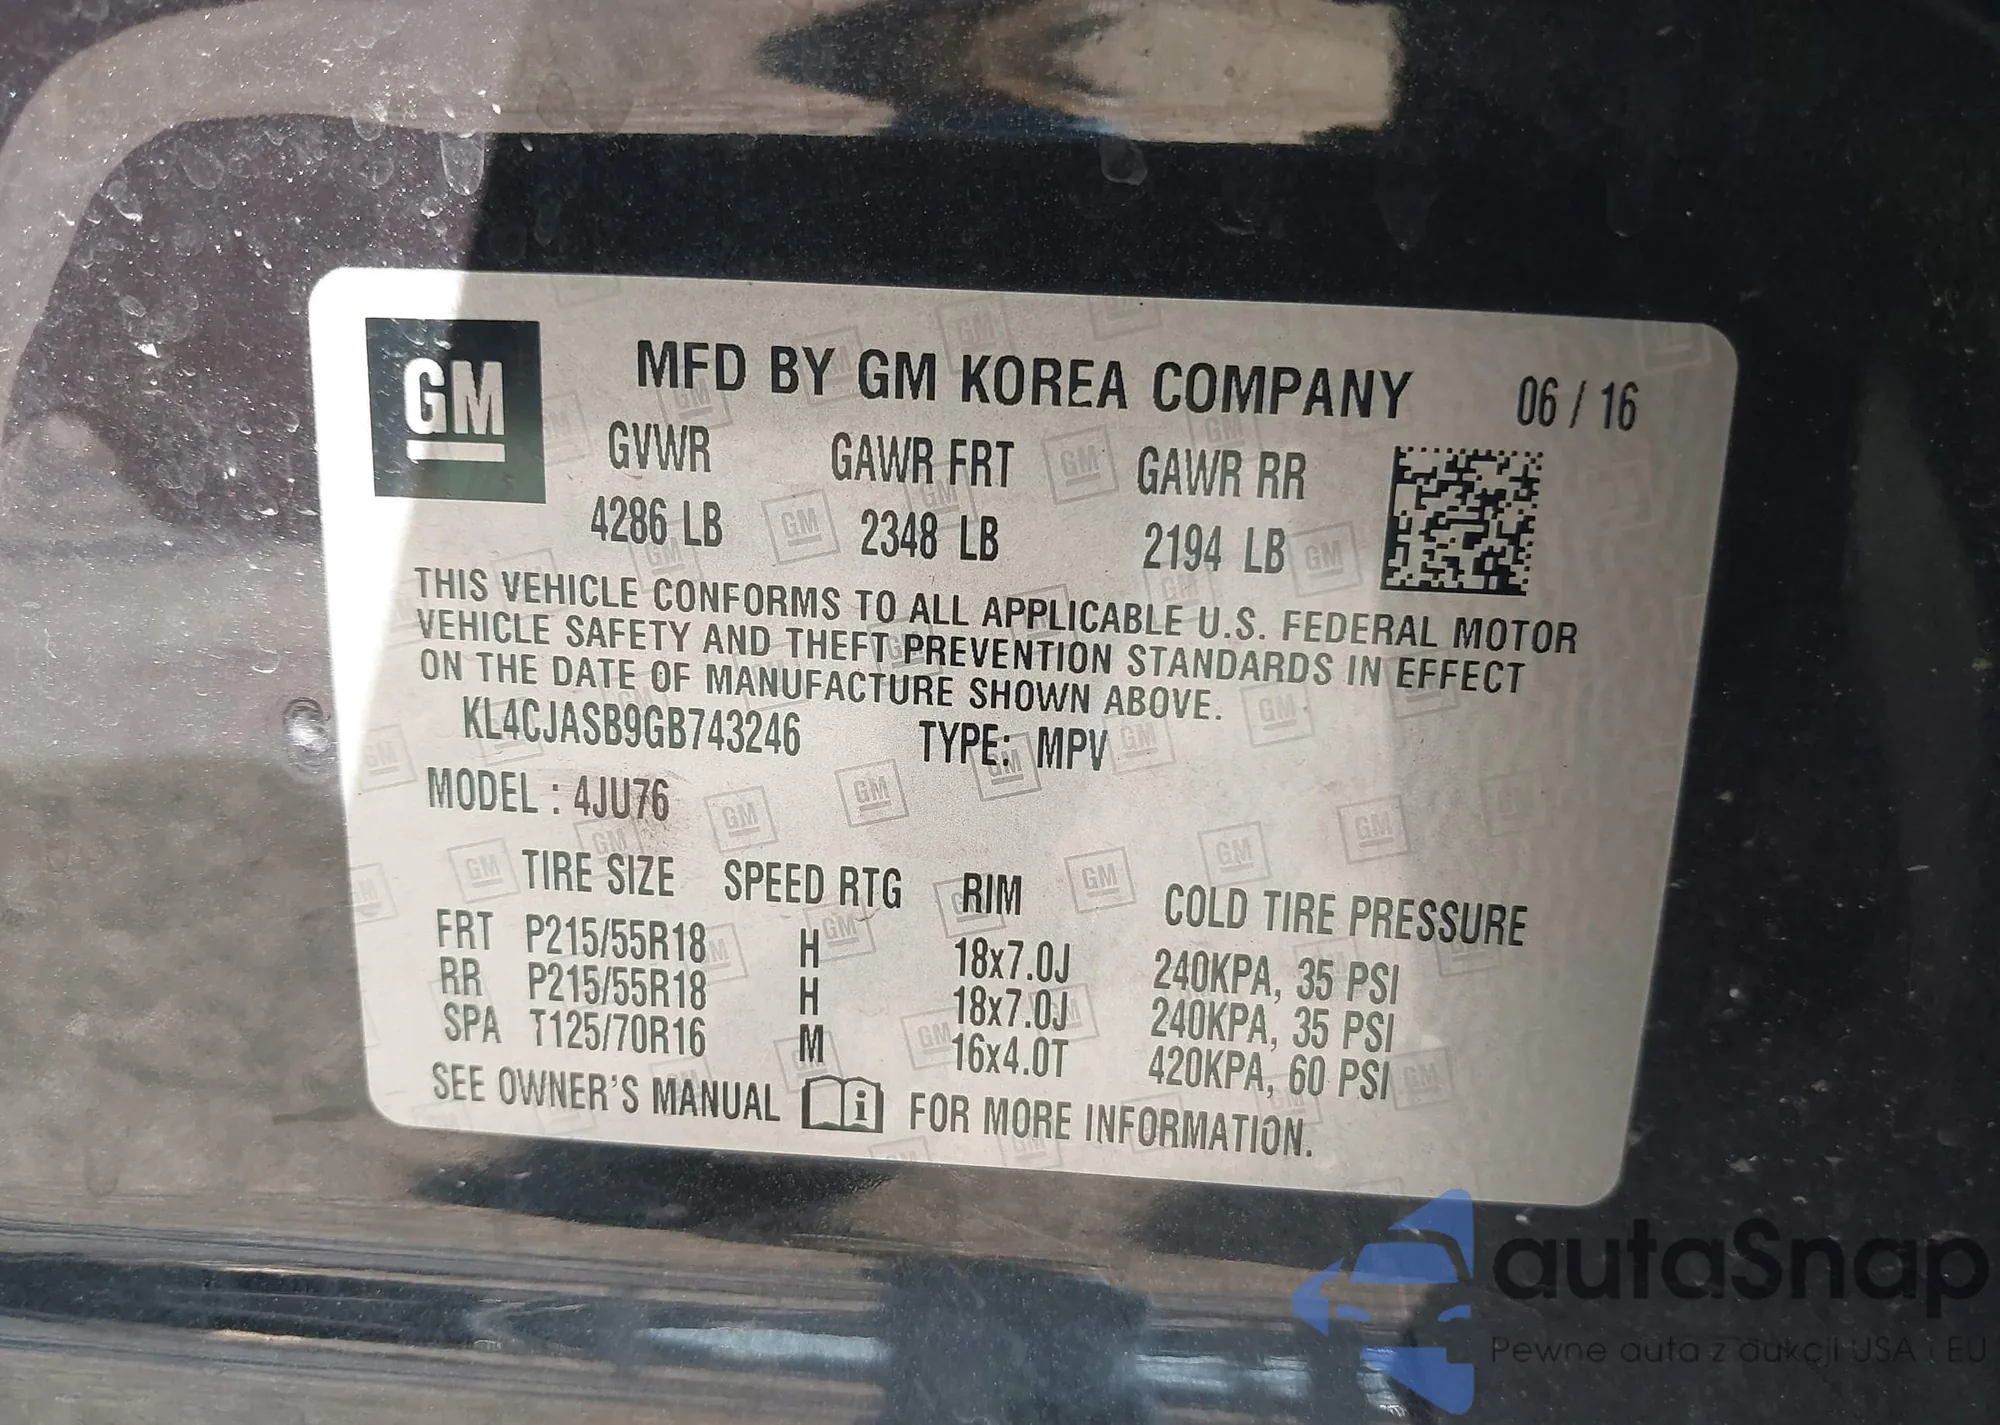 GM
MFD BY GM KOREA COMPANY 06 / 16
GVWR GAWR FRT GAWR RR
4286 LB 2348 LB 2194 LB
THIS VEHICLE CONFORMS TO ALL APPLICABLE U.S. FEDERAL MOTOR
VEHICLE SAFETY AND THEFT PREVENTION STANDARDS IN EFFECT
ON THE DATE OF MANUFACTURE SHOWN ABOVE.
KL4CJASB9GB743246 TYPE: MPV
MODEL : 4JU76
TIRE SIZE SPEED RTG RIM COLD TIRE PRESSURE
FRT P215/55R18 H 18x7.0J 240KPA, 35 PSI
RR P215/55R18 H 18x7.0J 240KPA, 35 PSI
SPA T125/70R16 M 16x4.0T 420KPA, 60 PSI
SEE OWNER'S MANUAL i FOR MORE INFORMATION.
autaSnap
Pewne auta z aukcji USA i EU